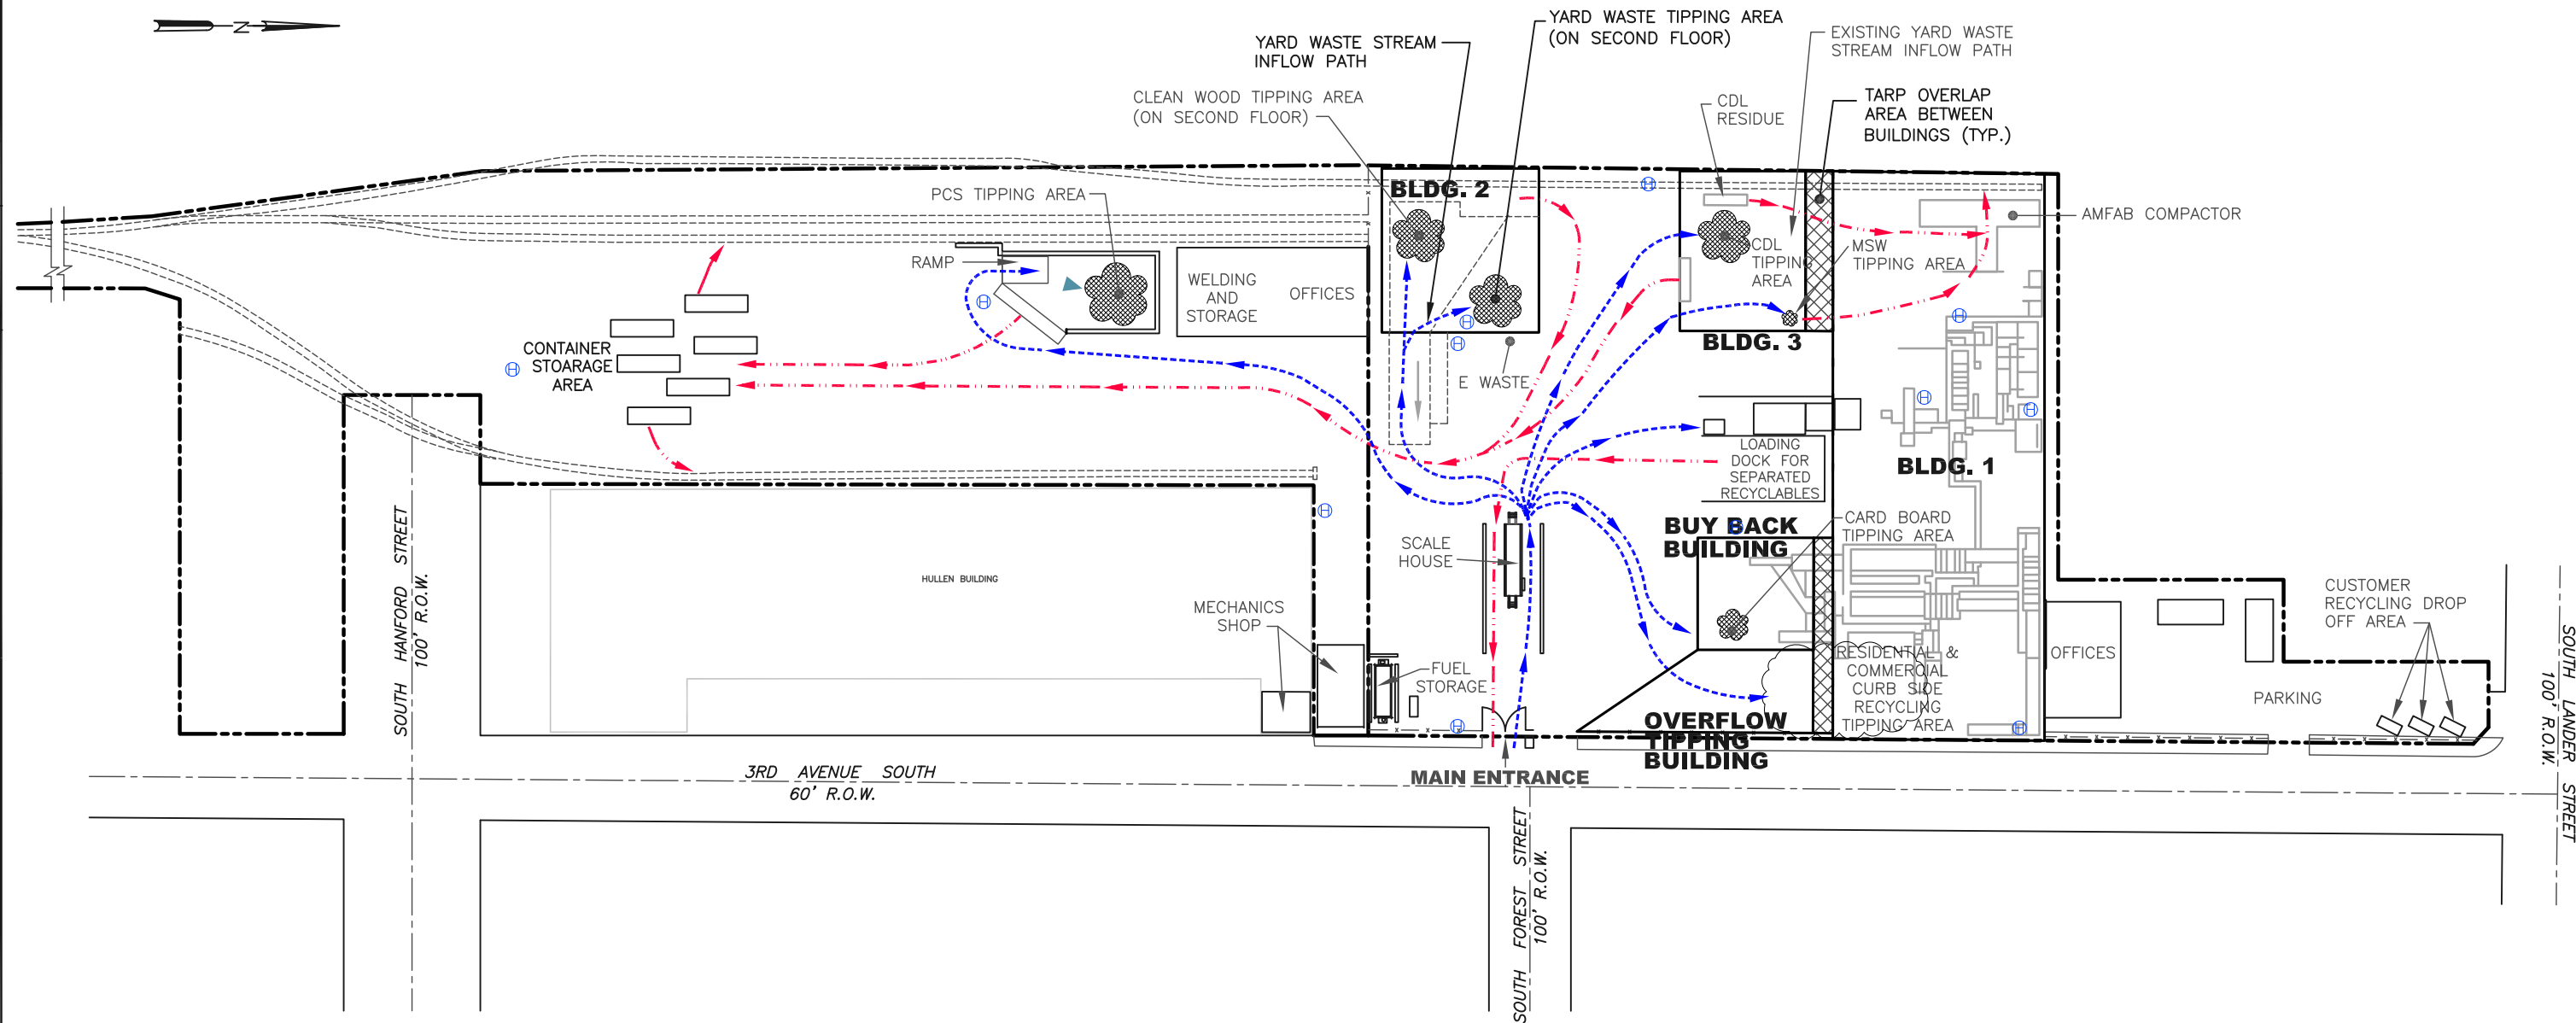 N
YARD WASTE STREAM
INFLOW PATH
YARD WASTE TIPPING AREA
(ON SECOND FLOOR)
EXISTING YARD WASTE
STREAM INFLOW PATH
CLEAN WOOD TIPPING AREA
(ON SECOND FLOOR)
CDL
RESIDUE
TARP OVERLAP
AREA BETWEEN
BUILDINGS (TYP.)
PCS TIPPING AREA
BLDG. 2
AMFAB COMPACTOR
RAMP
WELDING
AND
STORAGE
OFFICES
CDL
TIPPING
AREA
MSW
TIPPING AREA
BLDG. 3
CONTAINER
STOARAGE
AREA
E WASTE
LOADING
DOCK FOR
SEPARATED
RECYCLABLES
BLDG. 1
H
H
H
H
H
H
H
H
H
H
H
H
H
BUY BACK
BUILDING
CARD BOARD
TIPPING AREA
SCALE
HOUSE
HULLEN BUILDING
MECHANICS
SHOP
FUEL
STORAGE
RESIDENTIAL &
COMMERCIAL
CURB SIDE
RECYCLING
TIPPING AREA
OFFICES
CUSTOMER
RECYCLING DROP
OFF AREA
PARKING
OVERFLOW
TIPPING
BUILDING
MAIN ENTRANCE
3RD AVENUE SOUTH
60' R.O.W.
SOUTH HANFORD STREET
100' R.O.W.
SOUTH FOREST STREET
100' R.O.W.
SOUTH LANDER STREET
100' R.O.W.